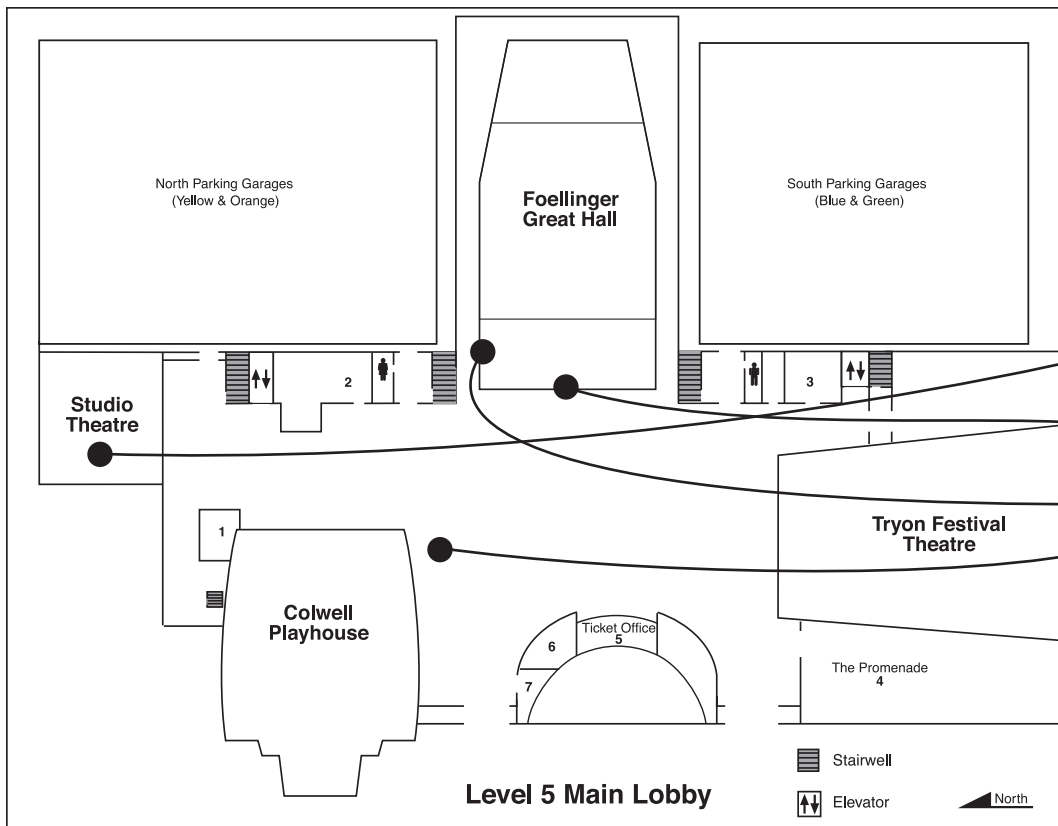 North Parking Garages
(Yellow & Orange)
Foellinger
Great Hall
South Parking Garages
(Blue & Green)
2
3
Studio
Theatre
1
Tryon Festival
Theatre
Colwell
Playhouse
Ticket Office
5
6
7
The Promenade
4
Level 5 Main Lobby
Stairwell
Elevator
North